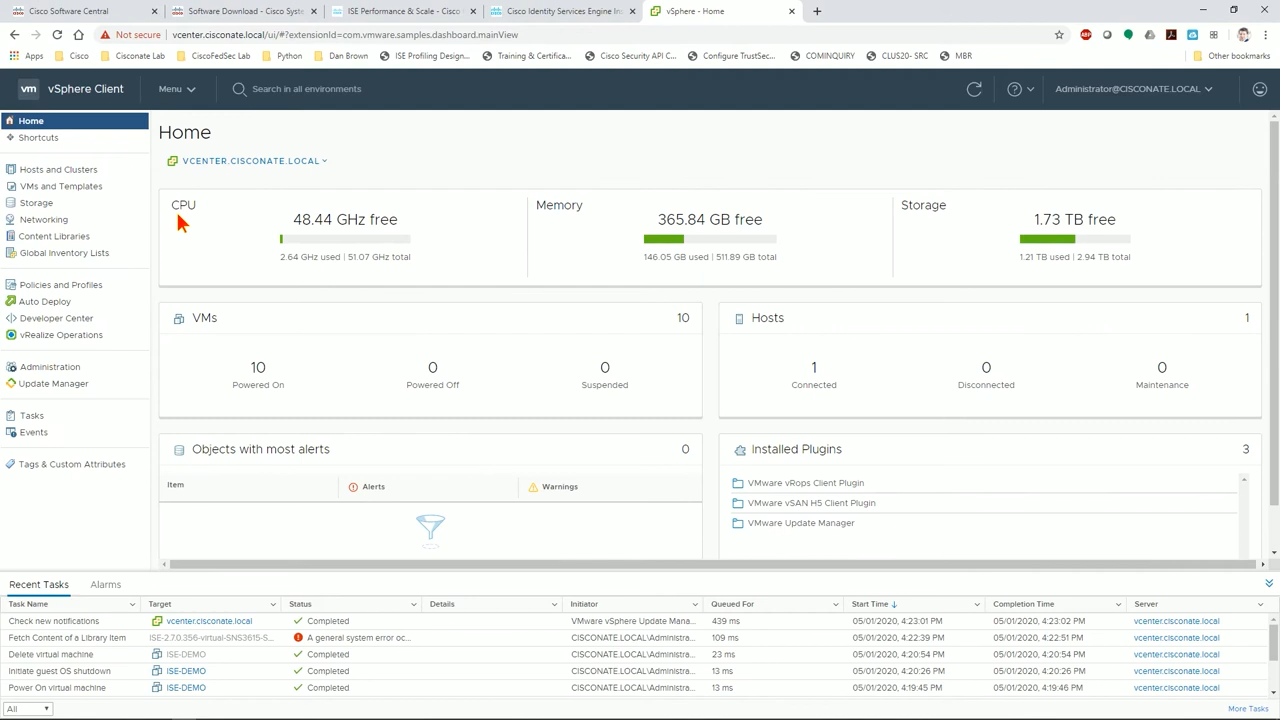 Cisco Software Central
Software Download - Cisco Syste
ISE Performance & Scale - Cisco
Cisco Identity Services Engine In
vSphere - Home
Not secure
vcenter.cisconate.local/ui/#?extensionId=com.vmware.samples.dashboard.mainView
ABP
Apps
Cisco
Cisconate Lab
CiscoFedSec Lab
Python
Dan Brown
ISE Profiling Design...
Training & Certifica...
Cisco Security API C...
Configure TrustSec...
COMINQUIRY
CLUS20- SRC
MBR
Other bookmarks
vm
vSphere Client
Menu
Search in all environments
Administrator@CISCONATE.LOCAL
Home
Shortcuts
Hosts and Clusters
VMs and Templates
Storage
Networking
Content Libraries
Global Inventory Lists
Policies and Profiles
Auto Deploy
Developer Center
vRealize Operations
Administration
Update Manager
Tasks
Events
Tags & Custom Attributes
Home
VCENTER.CISCONATE.LOCAL
CPU
48.44 GHz free
2.64 GHz used | 51.07 GHz total
Memory
365.84 GB free
146.05 GB used | 511.89 GB total
Storage
1.73 TB free
1.21 TB used | 2.94 TB total
VMs
10
10
0
0
Powered On
Powered Off
Suspended
Hosts
1
1
0
0
Connected
Disconnected
Maintenance
Objects with most alerts
0
Item
Alerts
Warnings
Installed Plugins
3
VMware vRops Client Plugin
VMware vSAN H5 Client Plugin
VMware Update Manager
Recent Tasks
Alarms
Task Name Target Status Details Initiator Queued For Start Time Completion Time Server
Check new notifications vcenter.cisconate.local Completed VMware vSphere Update Mana... 439 ms 05/01/2020, 4:23:01 PM 05/01/2020, 4:23:02 PM vcenter.cisconate.local
Fetch Content of a Library Item ISE-2.7.0.356-virtual-SNS3615-S... A general system error oc... CISCONATE.LOCAL\Administra... 109 ms 05/01/2020, 4:22:39 PM 05/01/2020, 4:22:51 PM vcenter.cisconate.local
Delete virtual machine ISE-DEMO Completed CISCONATE.LOCAL\Administra... 23 ms 05/01/2020, 4:20:54 PM 05/01/2020, 4:20:54 PM vcenter.cisconate.local
Initiate guest OS shutdown ISE-DEMO Completed CISCONATE.LOCAL\Administra... 13 ms 05/01/2020, 4:20:26 PM 05/01/2020, 4:20:26 PM vcenter.cisconate.local
Power On virtual machine ISE-DEMO Completed CISCONATE.LOCAL\Administra... 13 ms 05/01/2020, 4:19:45 PM 05/01/2020, 4:19:46 PM vcenter.cisconate.local
All
More Tasks